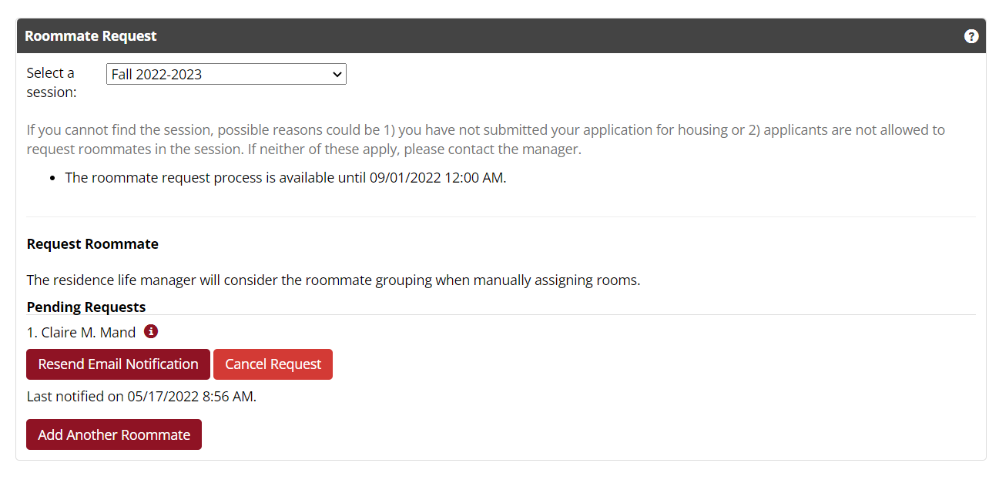 Roommate Request
?
Select a
session:
Fall 2022-2023
If you cannot find the session, possible reasons could be 1) you have not submitted your application for housing or 2) applicants are not allowed to
request roommates in the session. If neither of these apply, please contact the manager.
• The roommate request process is available until 09/01/2022 12:00 AM.
Request Roommate
The residence life manager will consider the roommate grouping when manually assigning rooms.
Pending Requests
1. Claire M. Mand i
Resend Email Notification Cancel Request
Last notified on 05/17/2022 8:56 AM.
Add Another Roommate